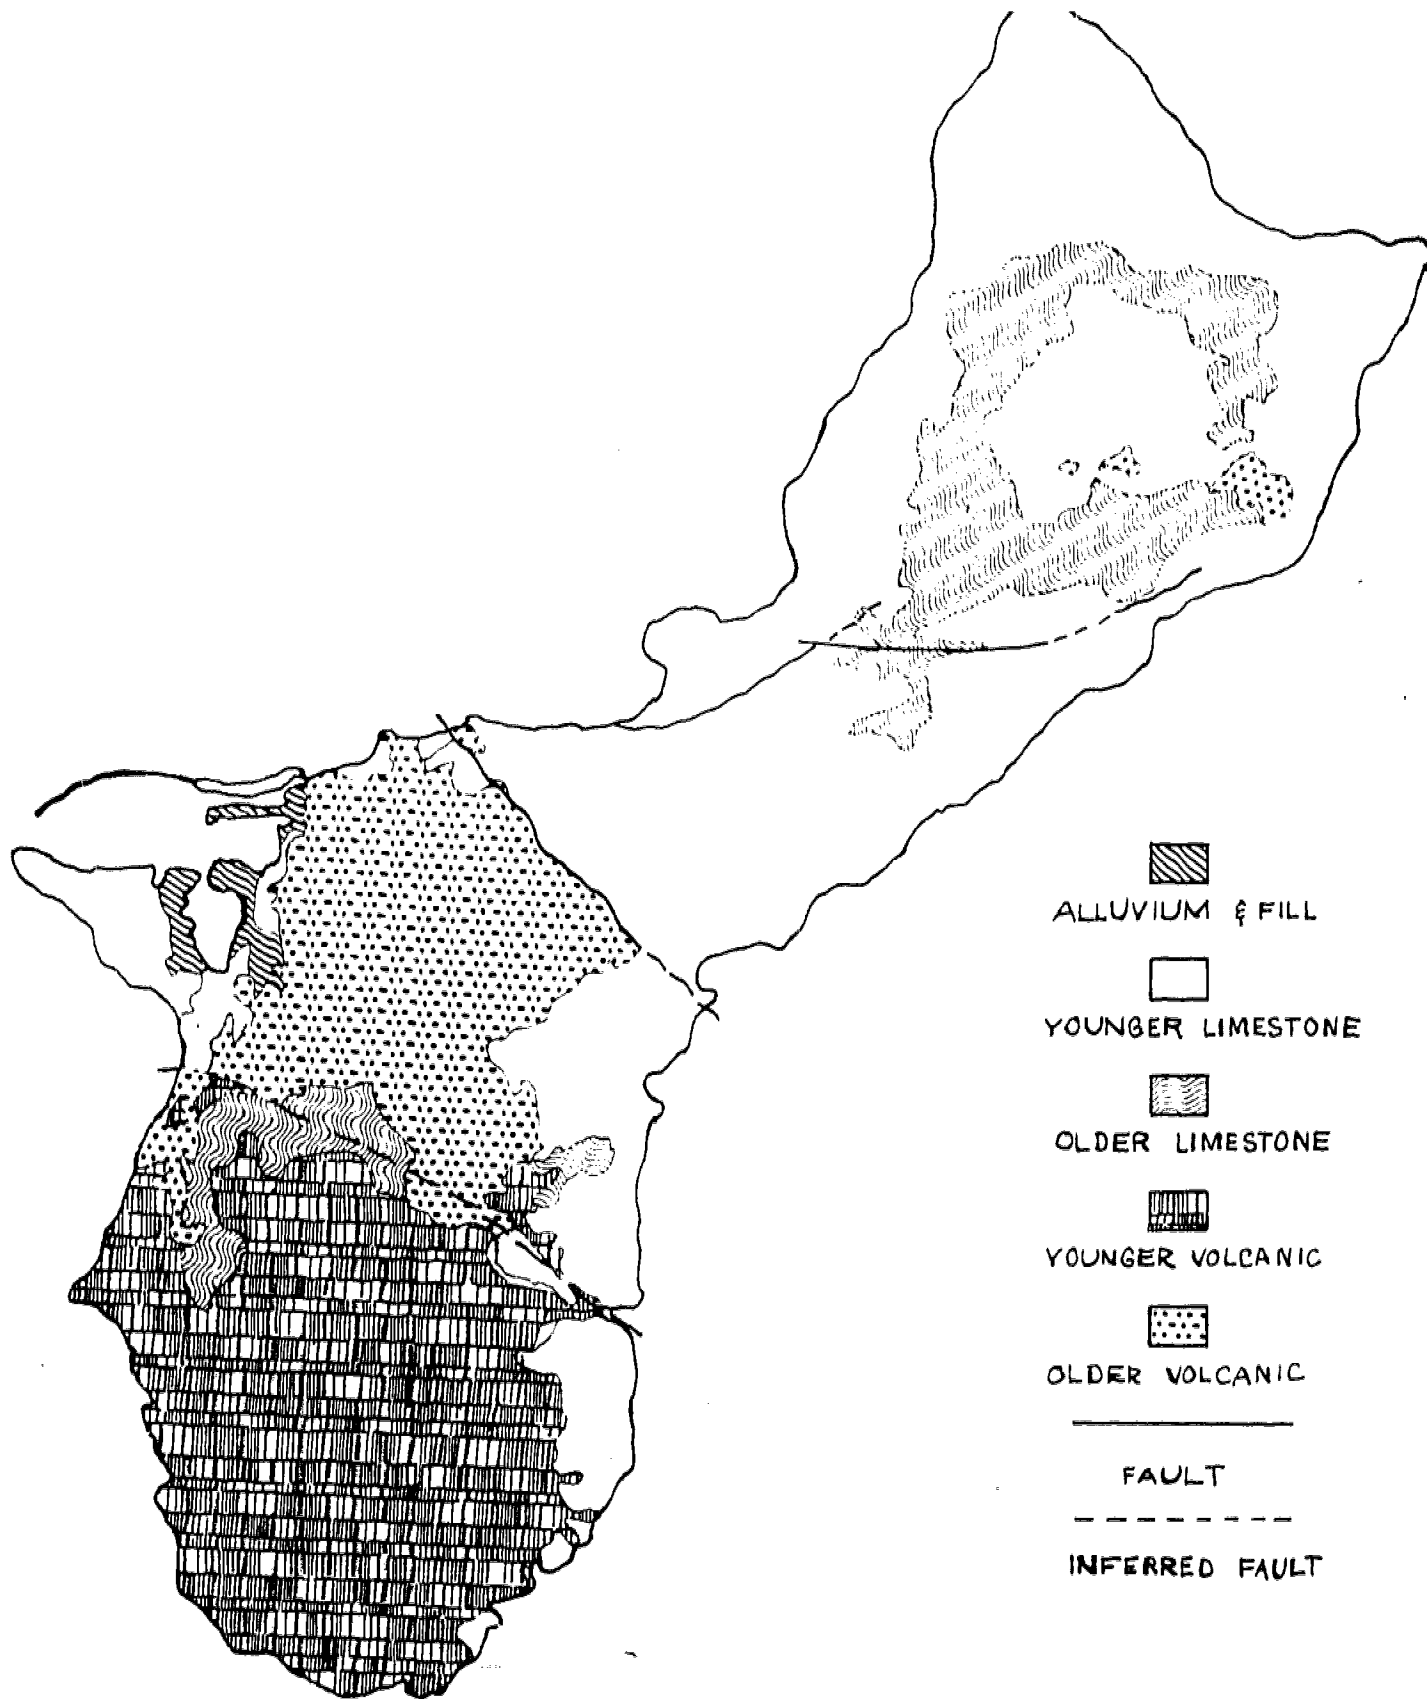 ALLUVIUM & FILL
YOUNGER LIMESTONE
OLDER LIMESTONE
YOUNGER VOLCANIC
OLDER VOLCANIC
FAULT
INFERRED FAULT